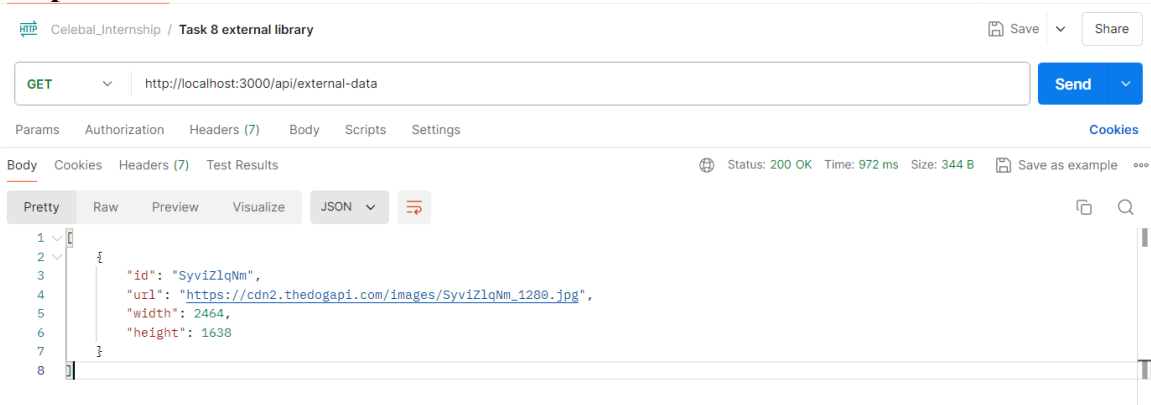 HTTP Celebal_Internship / Task 8 external library Save Share
GET http://localhost:3000/api/external-data Send
Params Authorization Headers (7) Body Scripts Settings Cookies
Body Cookies Headers (7) Test Results Status: 200 OK Time: 972 ms Size: 344 B Save as example
Pretty Raw Preview Visualize JSON
1 [
2 {
3 "id": "SyviZlqNm",
4 "url": "https://cdn2.thedogapi.com/images/SyviZlqNm_1280.jpg",
5 "width": 2464,
6 "height": 1638
7 }
8 ]